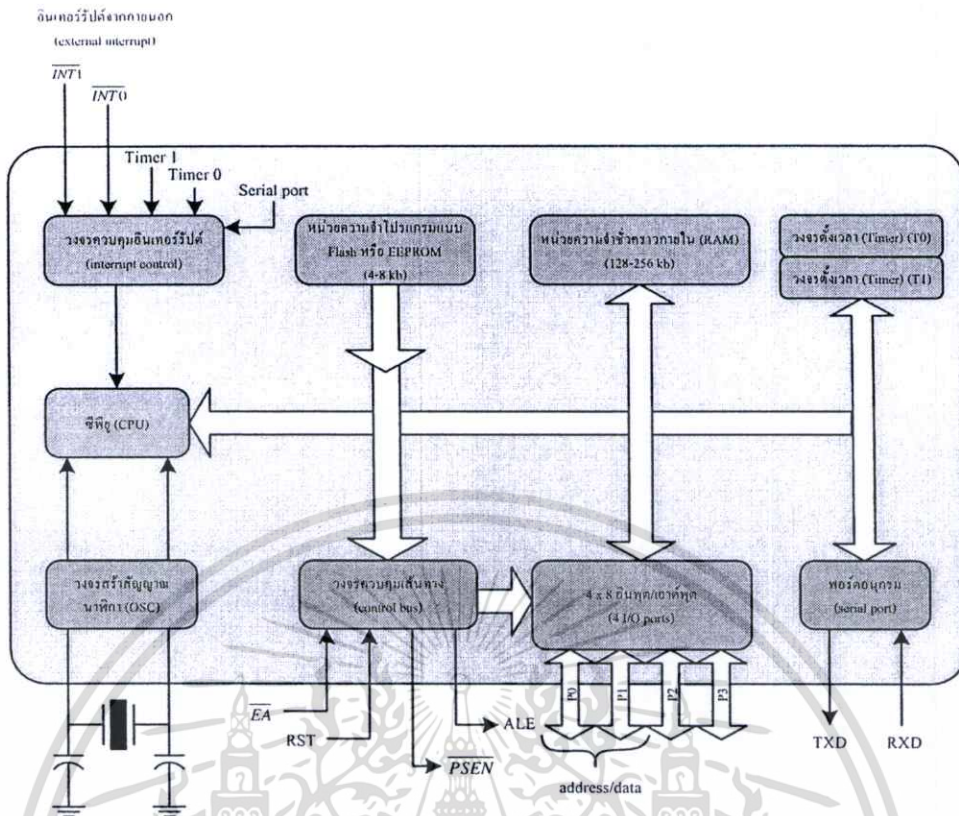 อินเทอร์รัปต์จากภายนอก
(external interrupt)
INT1
INT0
Timer 1
Timer 0
Serial port
วงจรควบคุมอินเทอร์รัปต์
(interrupt control)
หน่วยความจำโปรแกรมแบบ
Flash หรือ EEPROM
(4-8 kb)
หน่วยความจำชั่วคราวภายใน (RAM)
(128-256 kb)
วงจรตั้งเวลา (Timer) (T0)
วงจรตั้งเวลา (Timer) (T1)
ซีพียู (CPU)
วงจรสร้างสัญญาณ
นาฬิกา (OSC)
วงจรควบคุมเส้นทาง
(control bus)
4 x 8 อินพุต/เอาต์พุต
(4 I/O ports)
พอร์ตอนุกรม
(serial port)
P0
P1
P2
P3
EA
RST
PSEN
ALE
address/data
TXD
RXD